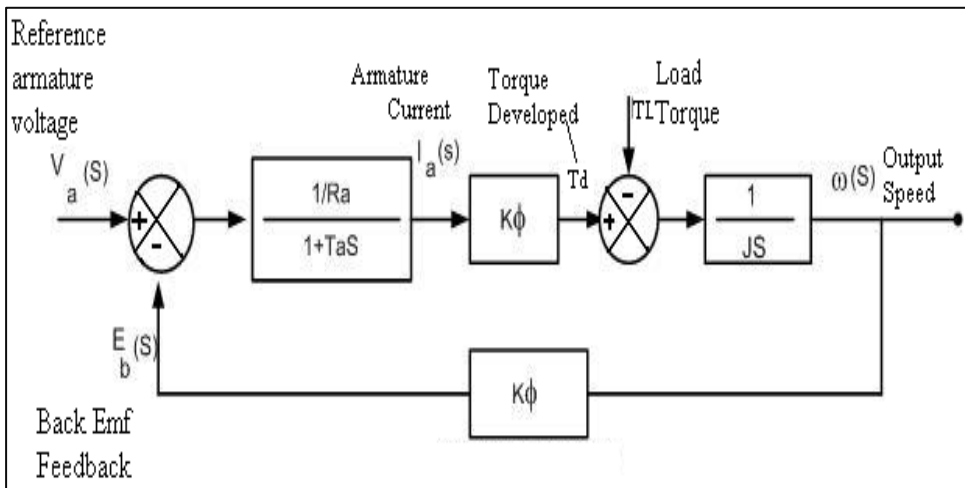 Reference
armature
voltage
V a (S)
+
-
1/Ra
1+TaS
Armature
Current
I a (s)
Kϕ
Torque
Developed
Td
Load
TL Torque
+
-
1
JS
ω(S)
Output
Speed
E b (S)
Kϕ
Back Emf
Feedback